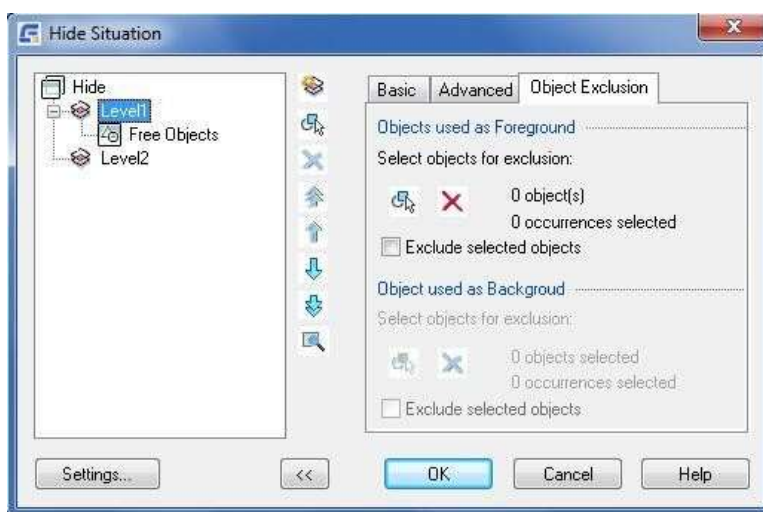 Hide Situation
Hide
Level1
Free Objects
Level2
Basic Advanced Object Exclusion
Objects used as Foreground
Select objects for exclusion:
0 object(s)
0 occurrences selected
Exclude selected objects
Object used as Backgroud
Select objects for exclusion:
0 objects selected
0 occurrences selected
Exclude selected objects
Settings... << OK Cancel Help